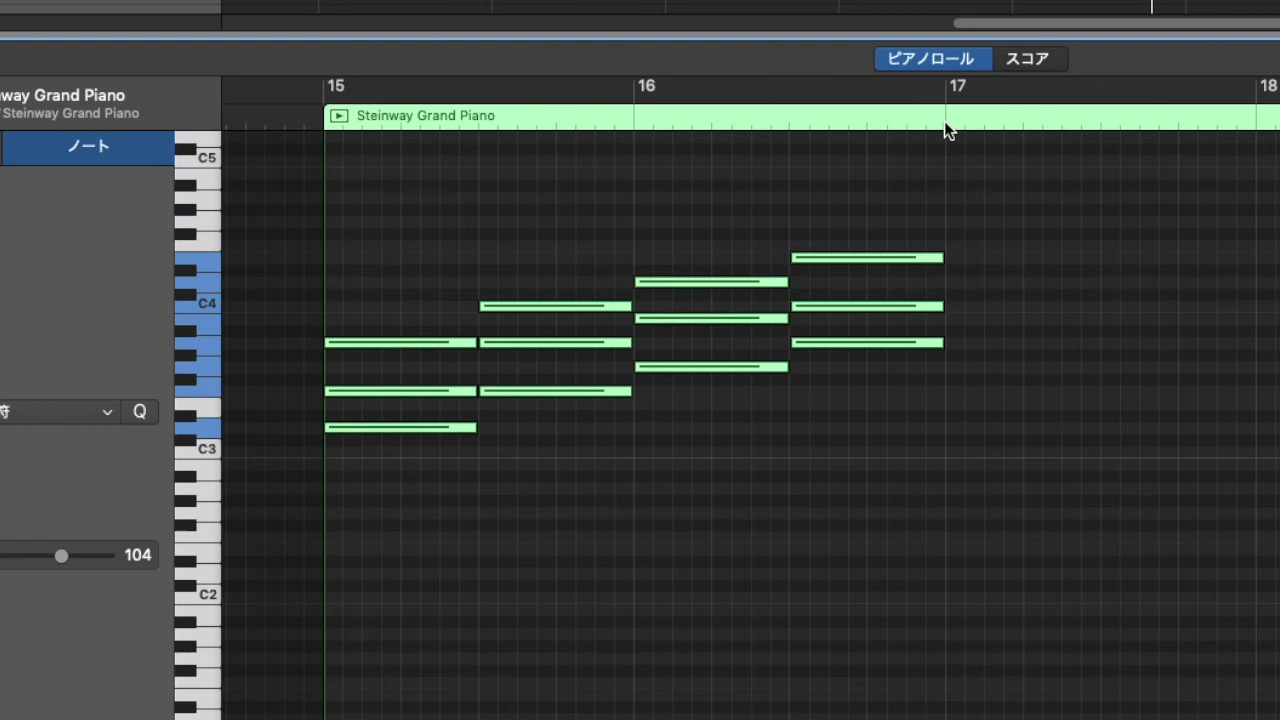 ピアノロール スコア
15 16 17 18
way Grand Piano
Steinway Grand Piano
Steinway Grand Piano
ノート
C5
C4
符 Q
C3
104
C2